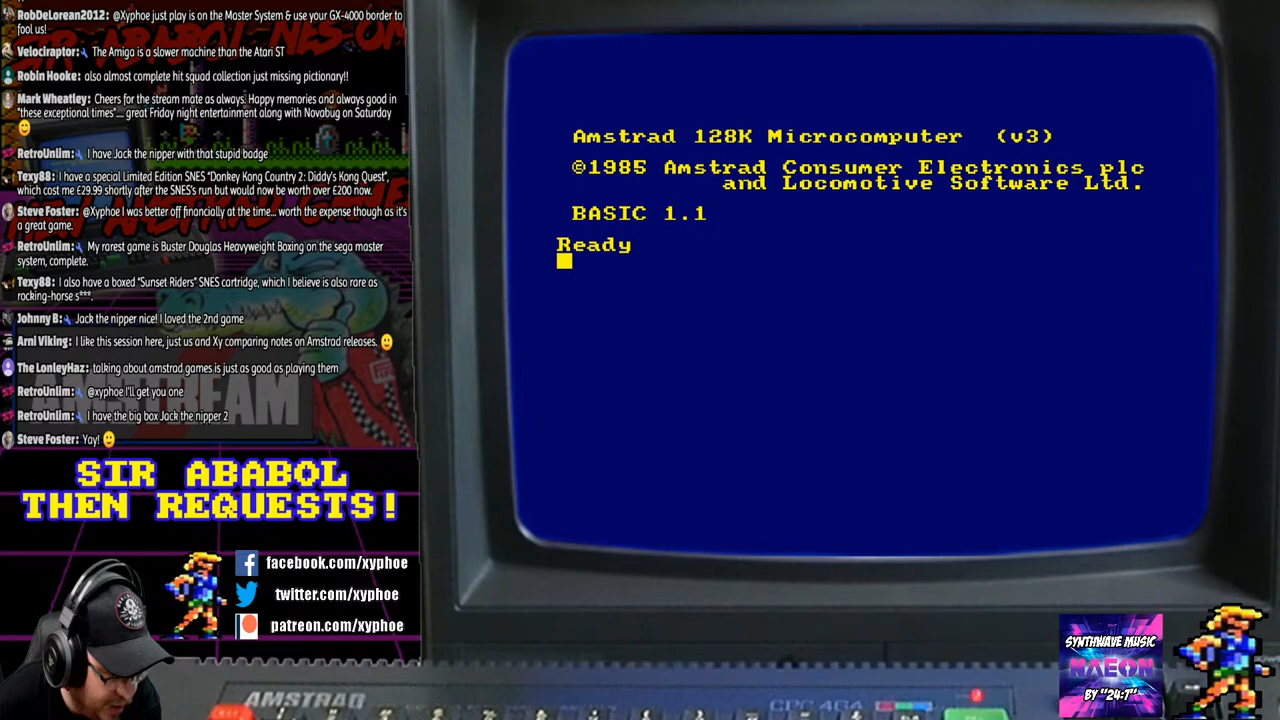 RobDeLorean2012: @Xyphoe just play is on the Master System & use your GX-4000 border to
fool us!
Velociraptor: The Amiga is a slower machine than the Atari ST
Robin Hooke: also almost complete hit squad collection just missing pictionary!!
Mark Wheatley: Cheers for the stream mate as always. Happy memories and always good in
"these exceptional times".... great Friday night entertainment along with Novabug on Saturday
RetroUnlim: I have Jack the nipper with that stupid badge
Texy88: I have a special Limited Edition SNES "Donkey Kong Country 2: Diddy's Kong Quest",
which cost me £29.99 shortly after the SNES's run but would now be worth over £200 now.
Steve Foster: @Xyphoe I was better off financially at the time... worth the expense though as it's
a great game.
RetroUnlim: My rarest game is Buster Douglas Heavyweight Boxing on the sega master
system, complete.
Texy88: I also have a boxed "Sunset Riders" SNES cartridge, which I believe is also rare as
rocking-horse s***.
Johnny B: Jack the nipper nice! I loved the 2nd game
Arni Viking: I like this session here, just us and Xy comparing notes on Amstrad releases.
The LonleyHaz: talking about amstrad games is just as good as playing them
RetroUnlim: @xyphoe I'll get you one
RetroUnlim: I have the big box Jack the nipper 2
Steve Foster: Yay!
AMSTREAM
SIR ABABOL
THEN REQUESTS!
facebook.com/xyphoe
twitter.com/xyphoe
patreon.com/xyphoe
Amstrad 128K Microcomputer (v3)
©1985 Amstrad Consumer Electronics plc
and Locomotive Software Ltd.
BASIC 1.1
Ready
AMSTRAD
CPC 464
SYNTHWAVE MUSIC
NAEON
BY "24:7"